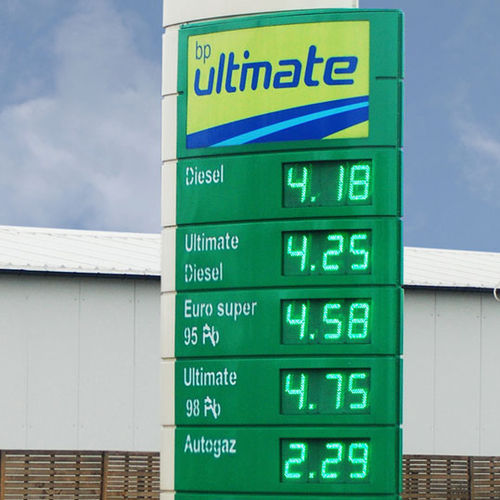 bp
ultimate
Diesel 4.18
Ultimate
Diesel 4.25
Euro super
95 Pb 4.58
Ultimate
98 Pb 4.75
Autogaz 2.29